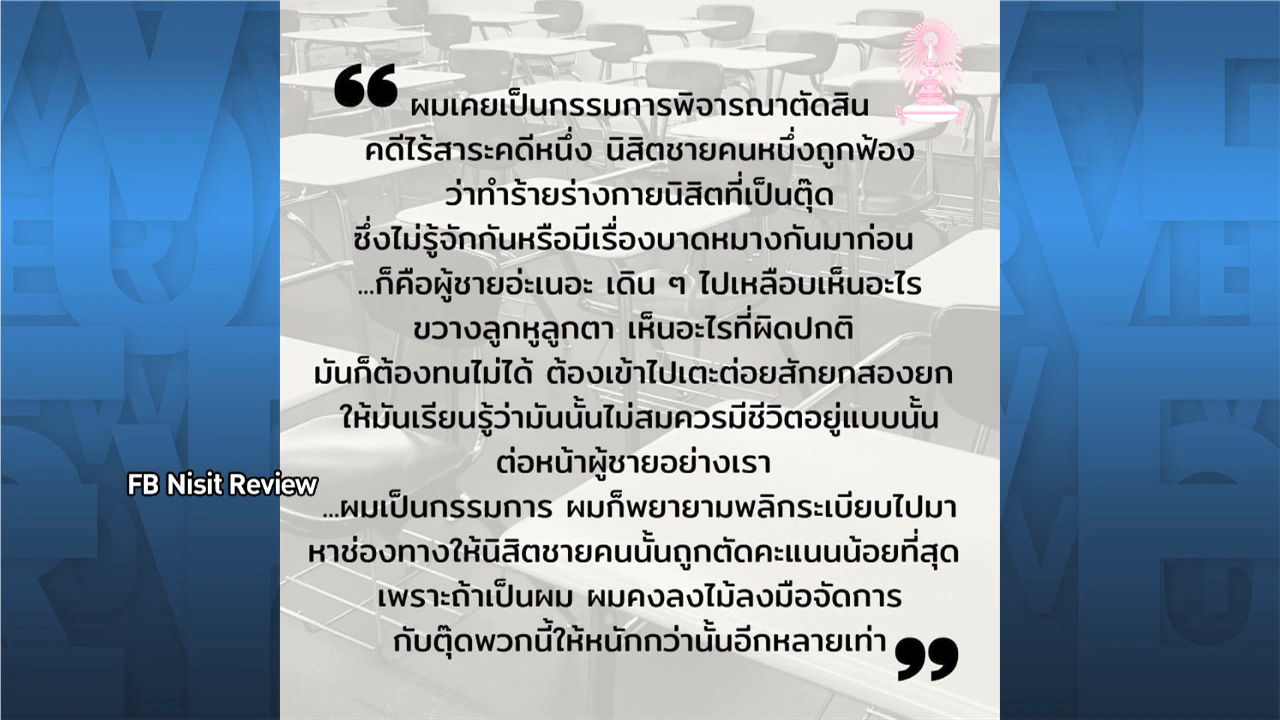 “ ผมเคยเป็นกรรมการพิจารณาตัดสิน
คดีไร้สาระคดีหนึ่ง นิสิตชายคนหนึ่งถูกฟ้อง
ว่าทำร้ายร่างกายนิสิตที่เป็นตุ๊ด
ซึ่งไม่รู้จักกันหรือมีเรื่องบาดหมางกันมาก่อน
...ก็คือผู้ชายอ่ะเนอะ เดิน ๆ ไปเหลือบเห็นอะไร
ขวางลูกหูลูกตา เห็นอะไรที่ผิดปกติ
มันก็ต้องทนไม่ได้ ต้องเข้าไปเตะต่อยสักยกสองยก
ให้มันเรียนรู้ว่ามันนั้นไม่สมควรมีชีวิตอยู่แบบนั้น
ต่อหน้าผู้ชายอย่างเรา
FB Nisit Review
...ผมเป็นกรรมการ ผมก็พยายามพลิกระเบียบไปมา
หาช่องทางให้นิสิตชายคนนั้นถูกตัดคะแนนน้อยที่สุด
เพราะถ้าเป็นผม ผมคงลงไม้ลงมือจัดการ
กับตุ๊ดพวกนี้ให้หนักกว่านั้นอีกหลายเท่า ”